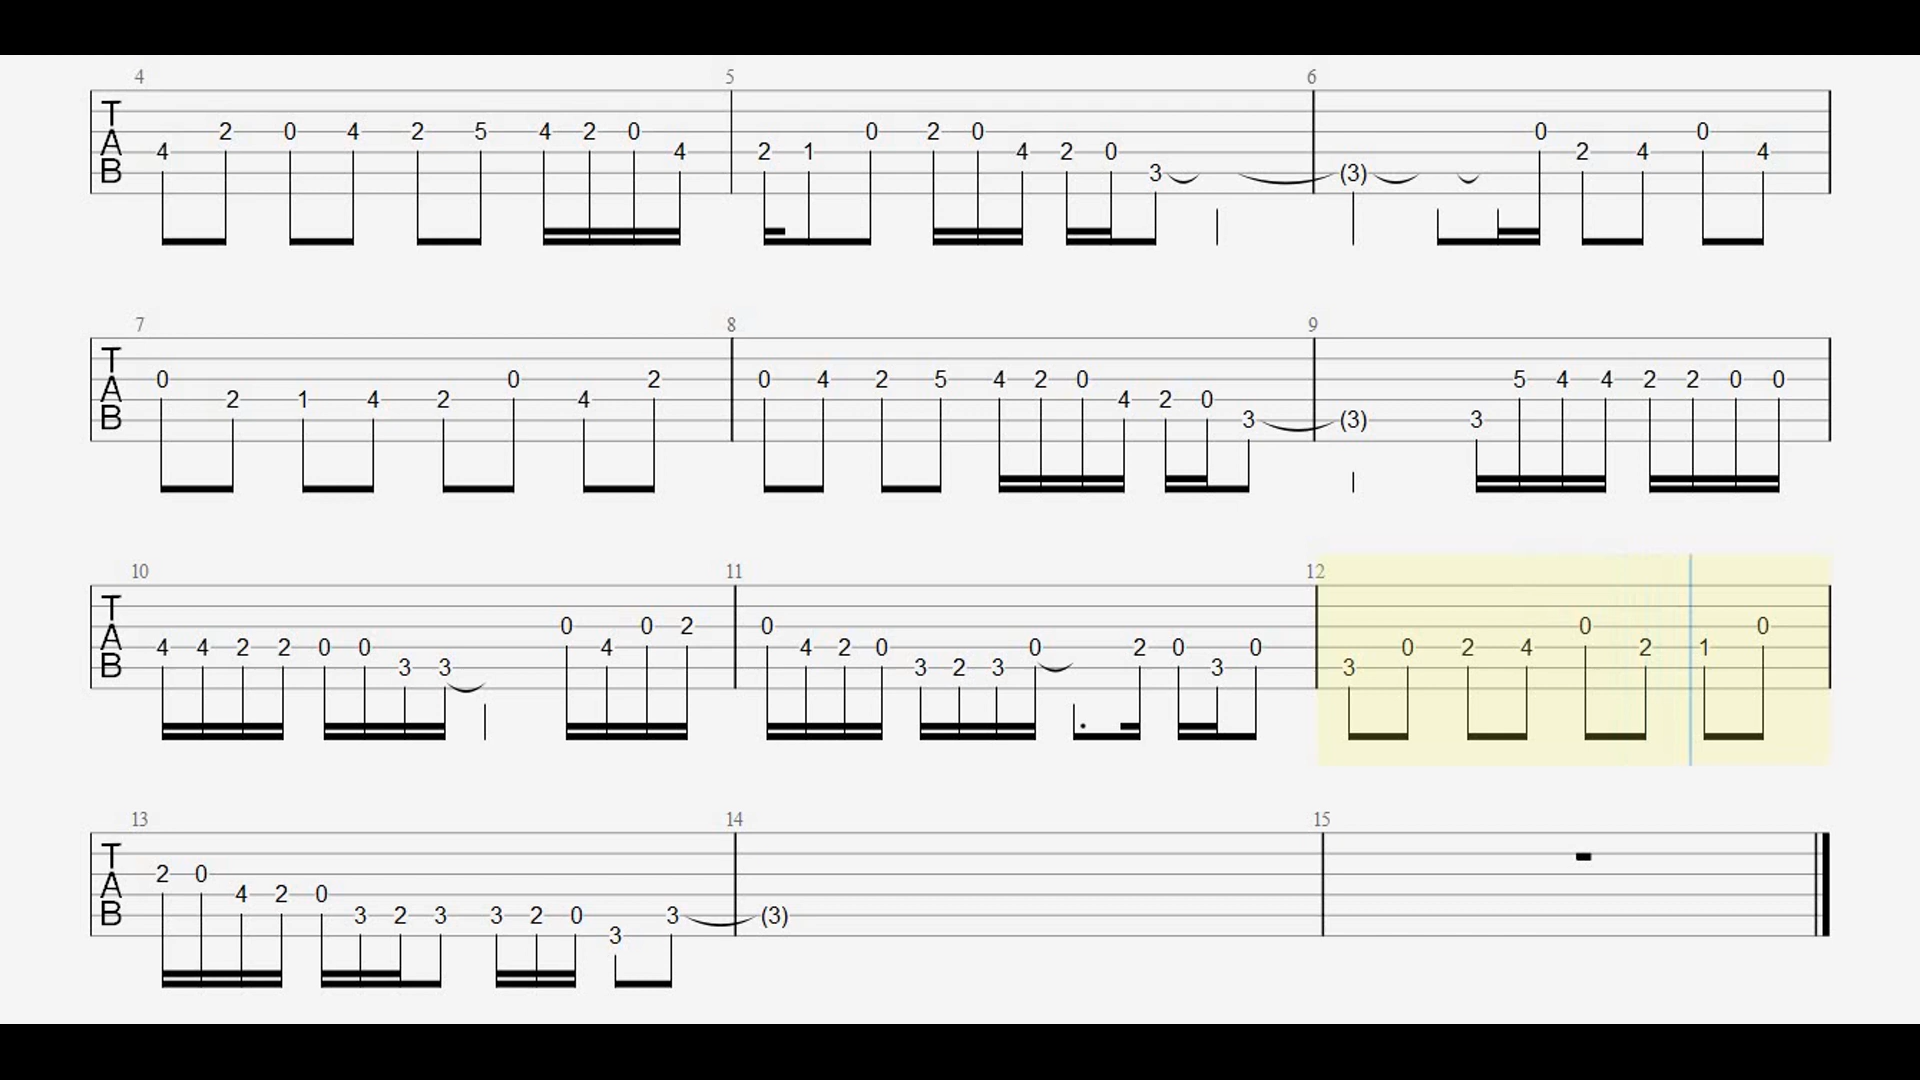 4 5 6
T A B 4 2 0 4 2 5 4 2 0 4 2 1 0 2 0 4 2 0 3 (3) 0 2 4 0 4
7 8 9
T A B 0 2 1 4 2 0 4 2 0 4 2 5 4 2 0 4 2 0 3 (3) 3 5 4 4 2 2 0 0
10 11 12
T A B 4 4 2 2 0 0 3 3 0 4 0 2 0 4 2 0 3 2 3 0 2 0 3 0 3 0 2 4 0 2 1 0
13 14 15
T A B 2 0 4 2 0 3 2 3 3 2 0 3 3 (3)